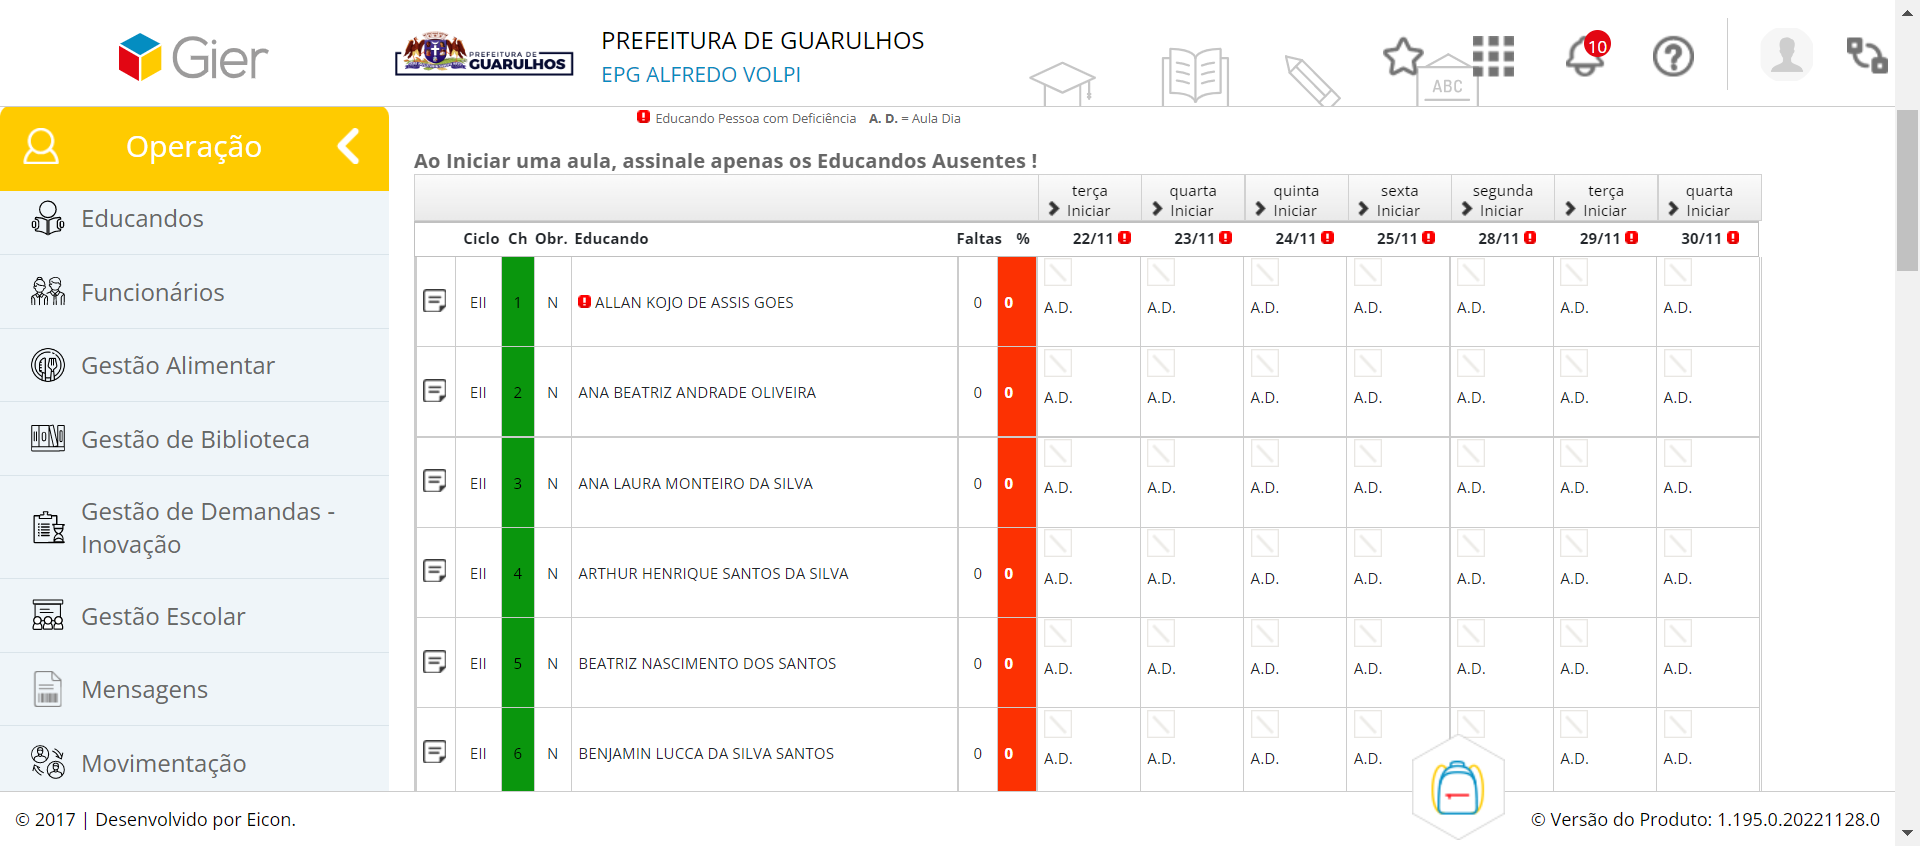 Gier
PREFEITURA DE
GUARULHOS
PREFEITURA DE GUARULHOS
EPG ALFREDO VOLPI
ABC
10
Operação
Educandos
Funcionários
Gestão Alimentar
Gestão de Biblioteca
Gestão de Demandas -
Inovação
Gestão Escolar
Mensagens
Movimentação
Educando Pessoa com Deficiência A. D. = Aula Dia
Ao Iniciar uma aula, assinale apenas os Educandos Ausentes !
terça quarta quinta sexta segunda terça quarta
Iniciar Iniciar Iniciar Iniciar Iniciar Iniciar Iniciar
Ciclo Ch Obr. Educando Faltas % 22/11 23/11 24/11 25/11 28/11 29/11 30/11
EII 1 N ALLAN KOJO DE ASSIS GOES 0 0 A.D. A.D. A.D. A.D. A.D. A.D. A.D.
EII 2 N ANA BEATRIZ ANDRADE OLIVEIRA 0 0 A.D. A.D. A.D. A.D. A.D. A.D. A.D.
EII 3 N ANA LAURA MONTEIRO DA SILVA 0 0 A.D. A.D. A.D. A.D. A.D. A.D. A.D.
EII 4 N ARTHUR HENRIQUE SANTOS DA SILVA 0 0 A.D. A.D. A.D. A.D. A.D. A.D. A.D.
EII 5 N BEATRIZ NASCIMENTO DOS SANTOS 0 0 A.D. A.D. A.D. A.D. A.D. A.D. A.D.
EII 6 N BENJAMIN LUCCA DA SILVA SANTOS 0 0 A.D. A.D. A.D. A.D. A.D. A.D. A.D.
© 2017 | Desenvolvido por Eicon.
© Versão do Produto: 1.195.0.20221128.0